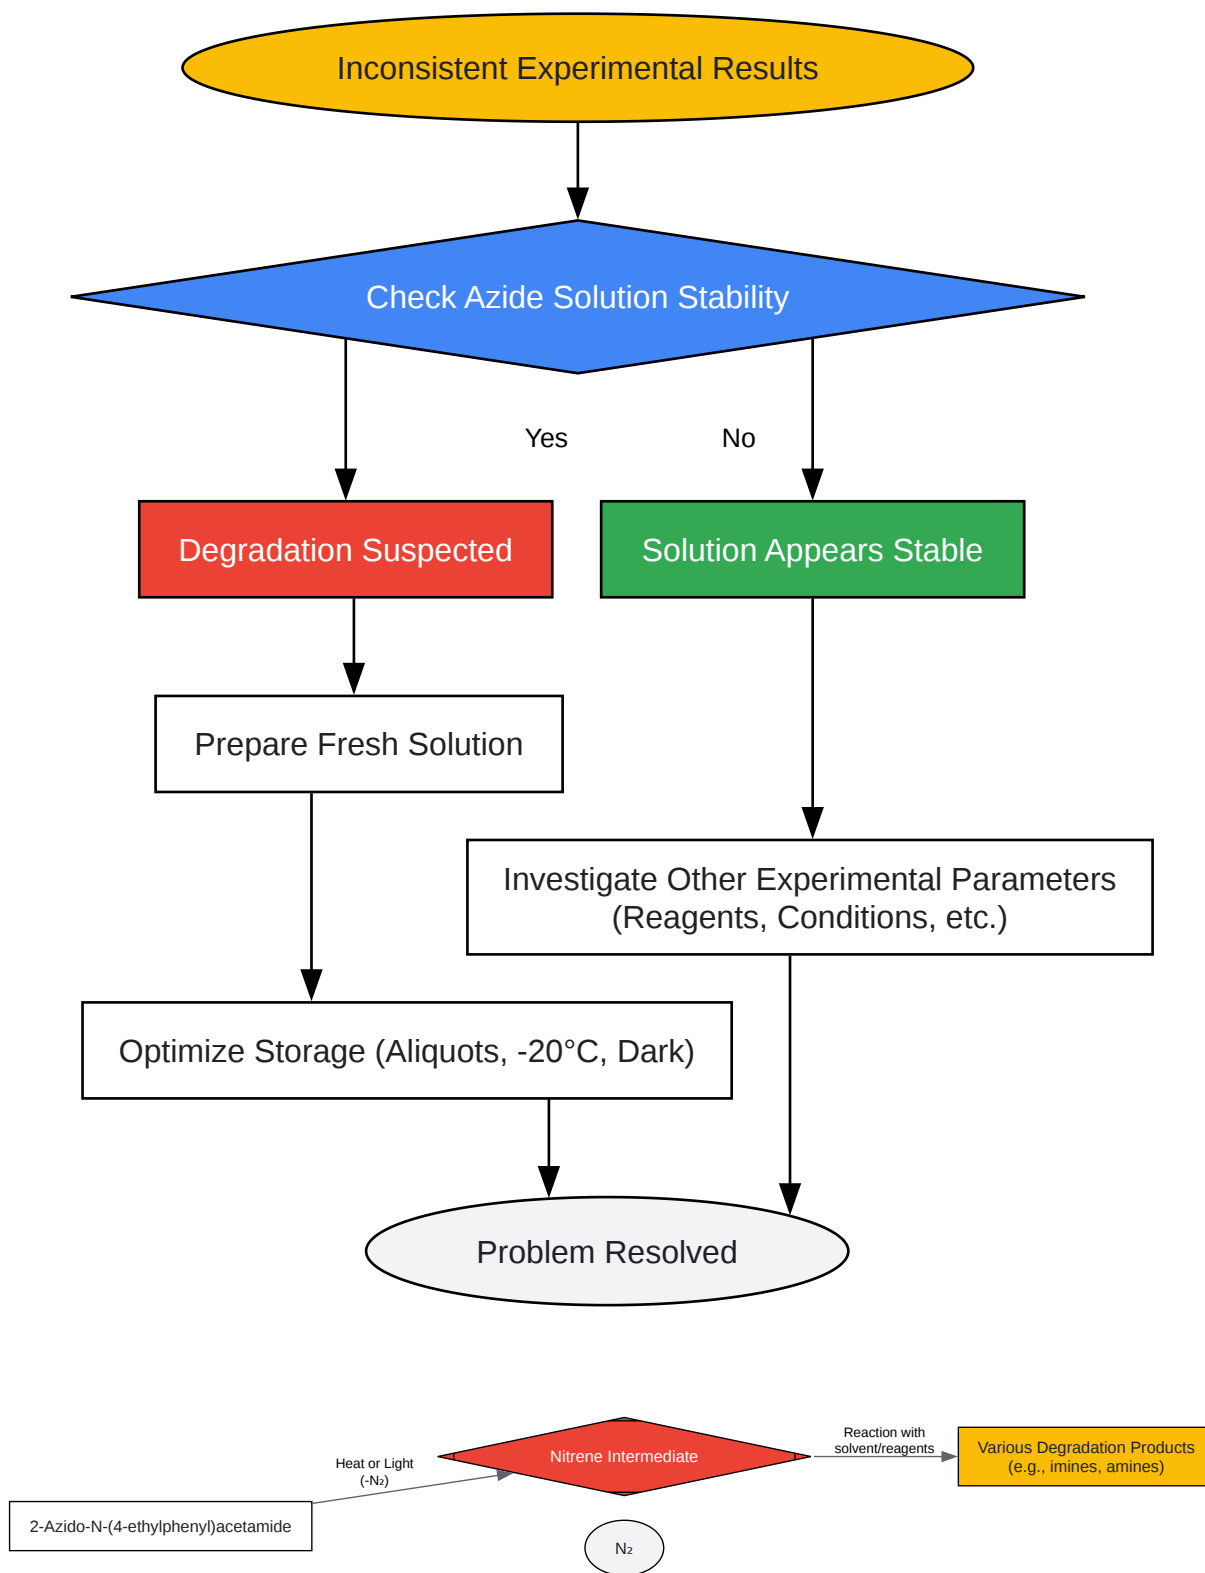 Inconsistent Experimental Results
Check Azide Solution Stability
Yes
No
Degradation Suspected
Solution Appears Stable
Prepare Fresh Solution
Investigate Other Experimental Parameters
(Reagents, Conditions, etc.)
Optimize Storage (Aliquots, -20°C, Dark)
Problem Resolved
2-Azido-N-(4-ethylphenyl)acetamide
Heat or Light
(-N₂)
Nitrene Intermediate
Reaction with
solvent/reagents
Various Degradation Products
(e.g., imines, amines)
N₂